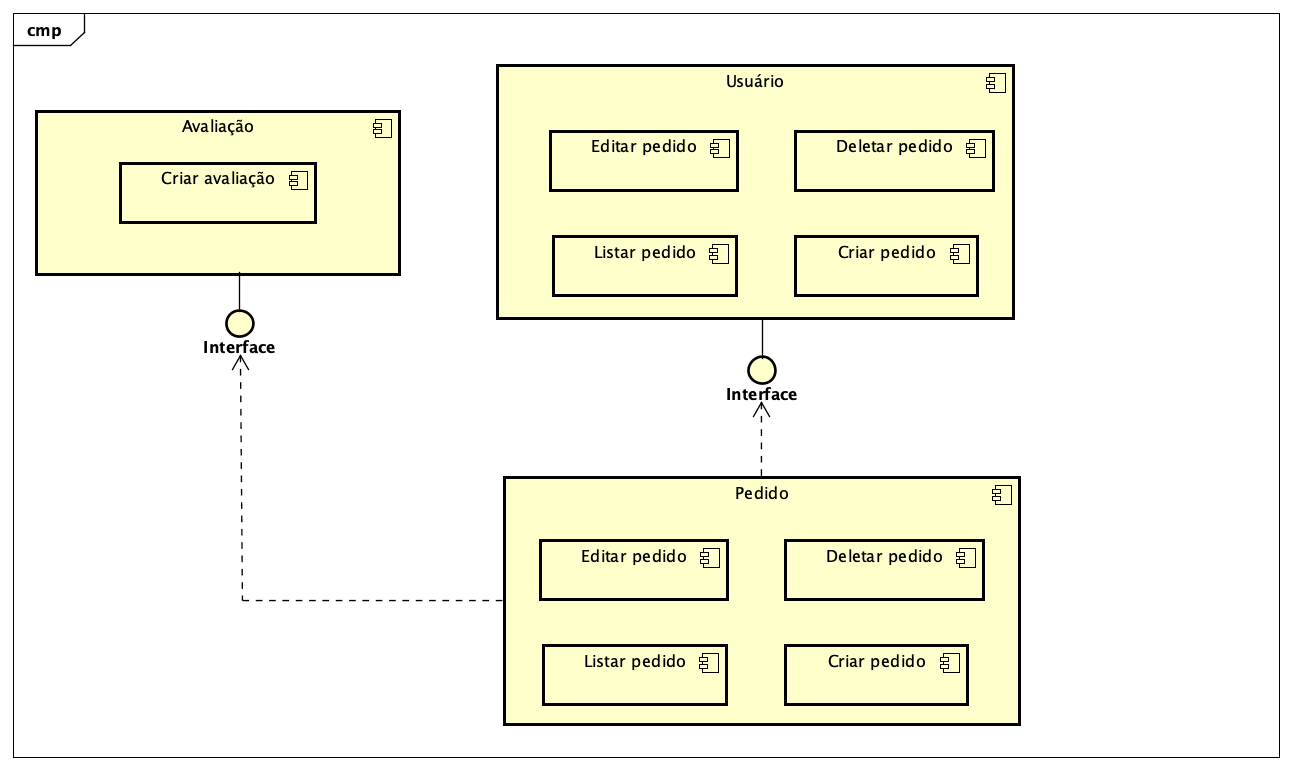 cmp
Avaliação
Criar avaliação
Interface
Usuário
Editar pedido
Deletar pedido
Listar pedido
Criar pedido
Interface
Pedido
Editar pedido
Deletar pedido
Listar pedido
Criar pedido